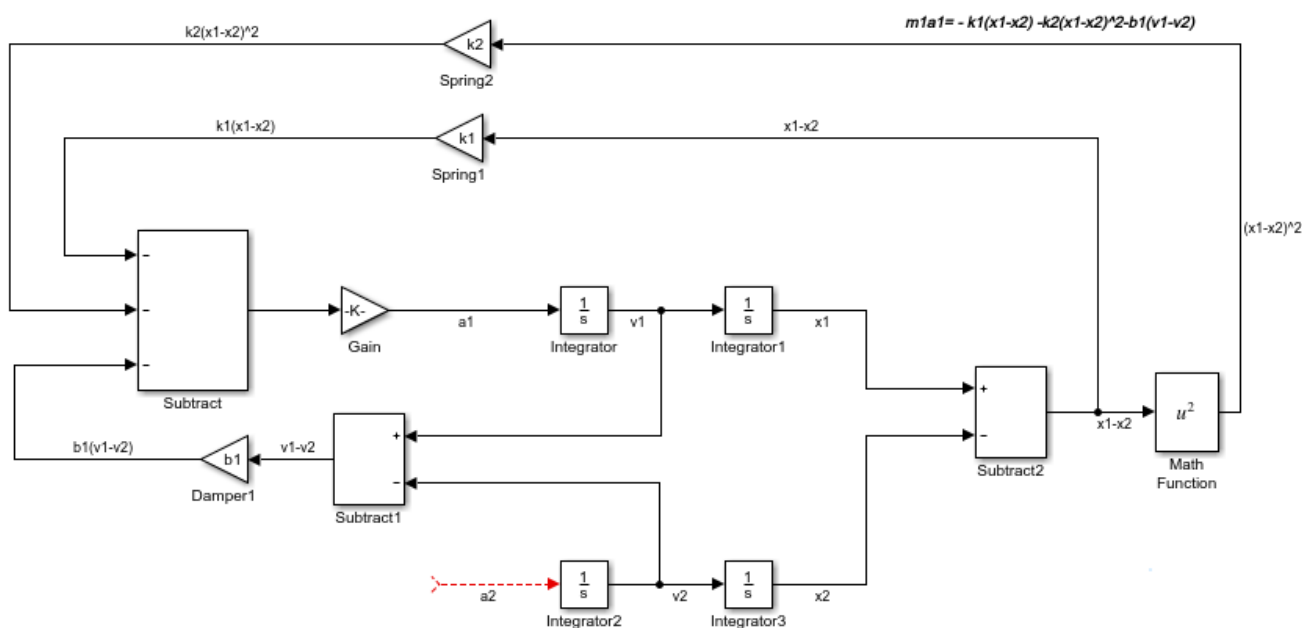 m1a1= - k1(x1-x2) -k2(x1-x2)^2-b1(v1-v2)
k2(x1-x2)^2
k2
Spring2
k1(x1-x2)
k1
x1-x2
Spring1
(x1-x2)^2
-
-
-
Subtract
-K-
Gain
a1
1
s
Integrator
v1
1
s
Integrator1
x1
+
-
Subtract2
x1-x2
u²
Math
Function
b1(v1-v2)
b1
Damper1
v1-v2
+
-
Subtract1
a2
1
s
Integrator2
v2
1
s
Integrator3
x2